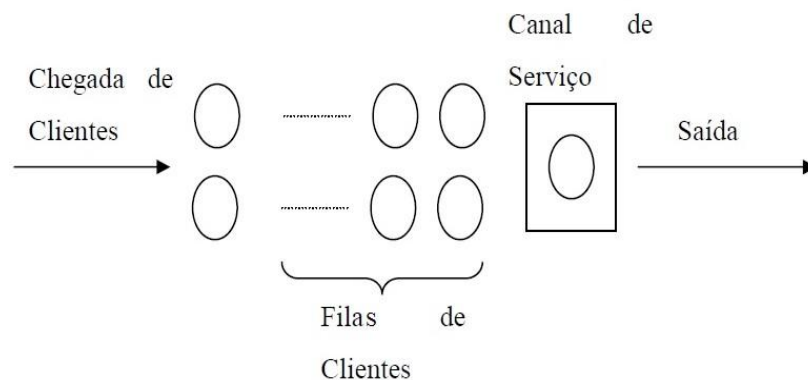 Canal de
Serviço
Chegada de
Clientes
Saída
Filas de
Clientes